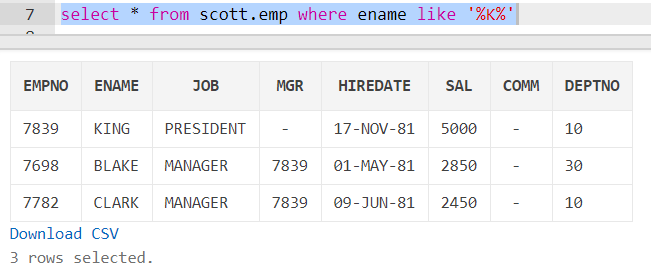 7 select * from scott.emp where ename like '%K%'
EMPNO ENAME JOB MGR HIREDATE SAL COMM DEPTNO
7839 KING PRESIDENT - 17-NOV-81 5000 - 10
7698 BLAKE MANAGER 7839 01-MAY-81 2850 - 30
7782 CLARK MANAGER 7839 09-JUN-81 2450 - 10
Download CSV
3 rows selected.